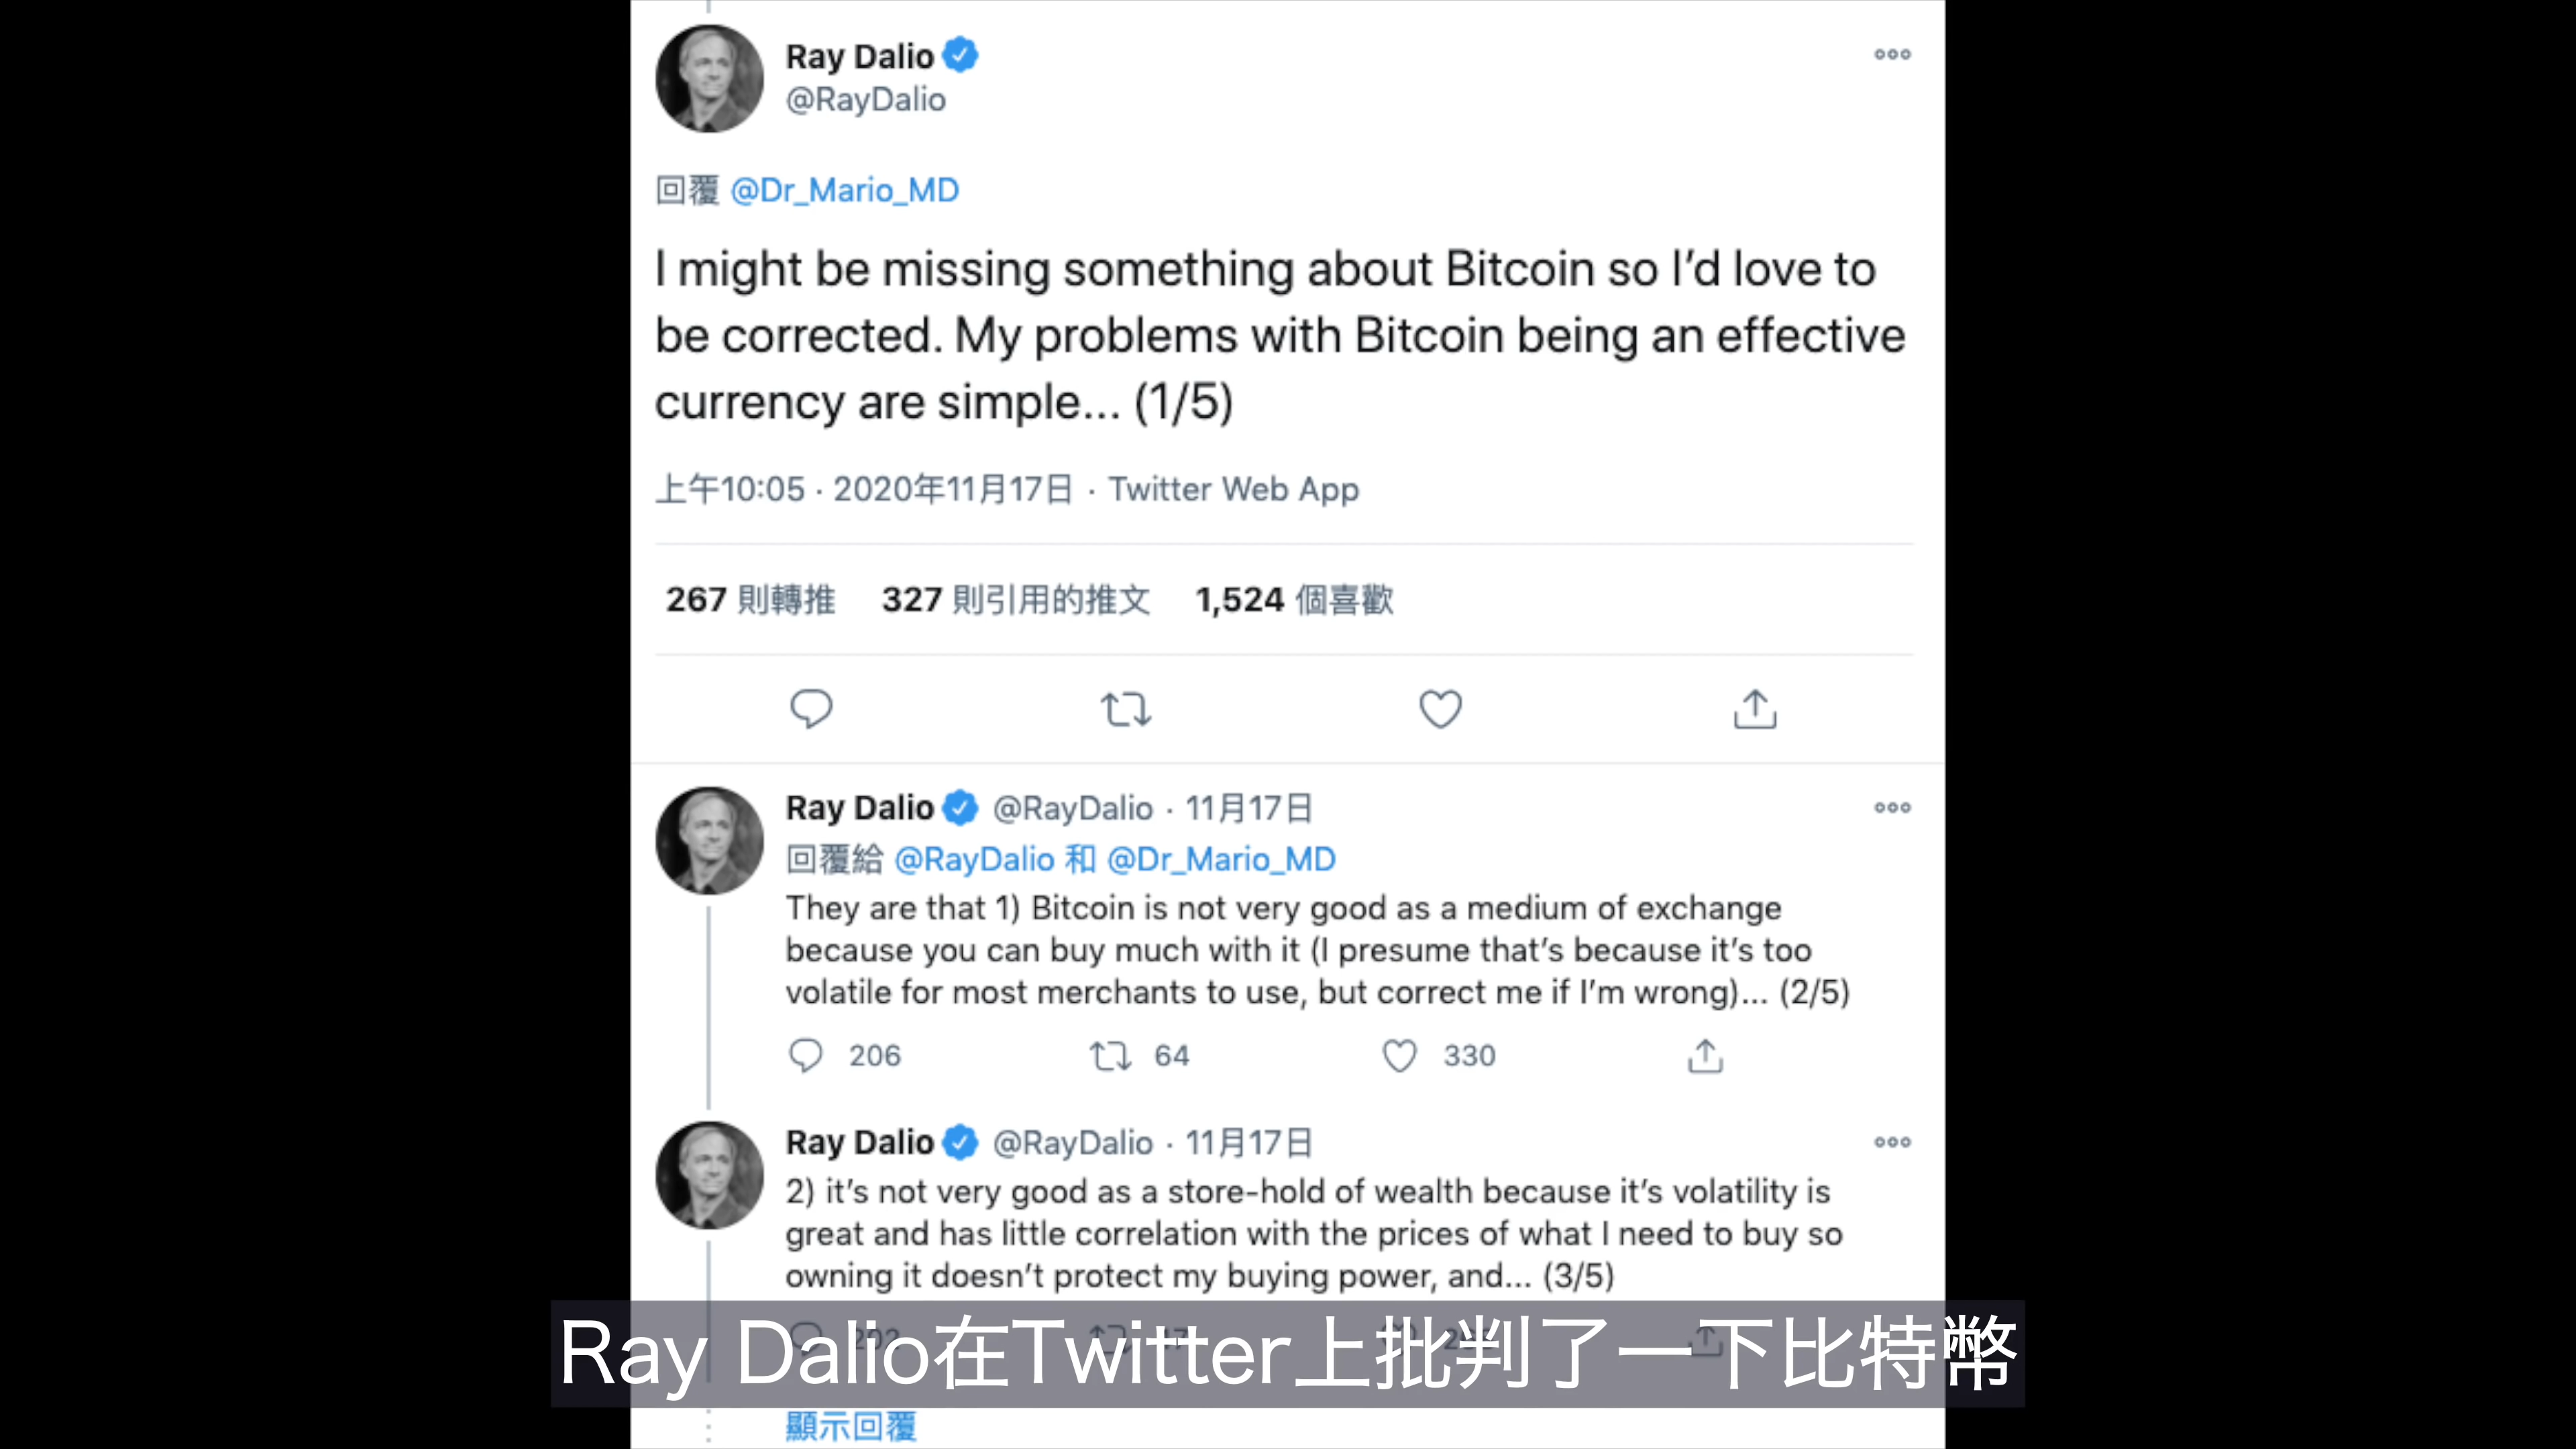 Ray Dalio
@RayDalio
回覆 @Dr_Mario_MD
I might be missing something about Bitcoin so I’d love to
be corrected. My problems with Bitcoin being an effective
currency are simple... (1/5)
上午10:05 · 2020年11月17日 · Twitter Web App
267 則轉推 327 則引用的推文 1,524 個喜歡
Ray Dalio @RayDalio · 11月17日
回覆給 @RayDalio 和 @Dr_Mario_MD
They are that 1) Bitcoin is not very good as a medium of exchange
because you can buy much with it (I presume that’s because it’s too
volatile for most merchants to use, but correct me if I’m wrong)... (2/5)
206 64 330
Ray Dalio @RayDalio · 11月17日
2) it’s not very good as a store-hold of wealth because it’s volatility is
great and has little correlation with the prices of what I need to buy so
owning it doesn’t protect my buying power, and... (3/5)
Ray Dalio在Twitter上批判了一下比特幣
顯示回覆